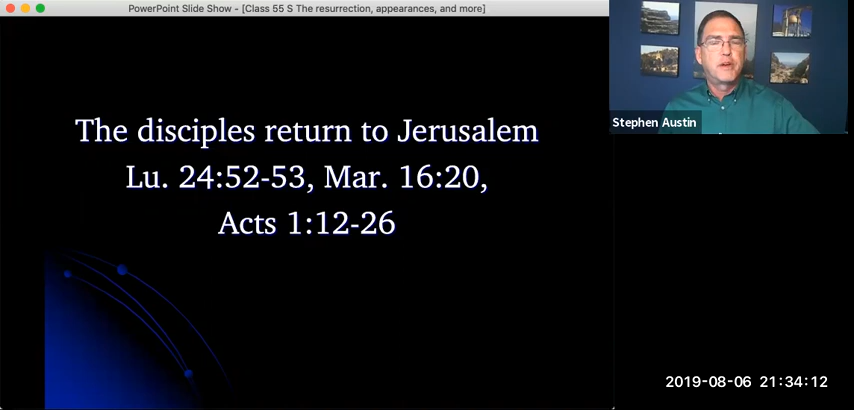 PowerPoint Slide Show - [Class 55 S The resurrection, appearances, and more]
The disciples return to Jerusalem
Lu. 24:52-53, Mar. 16:20,
Acts 1:12-26
Stephen Austin
2019-08-06 21:34:12